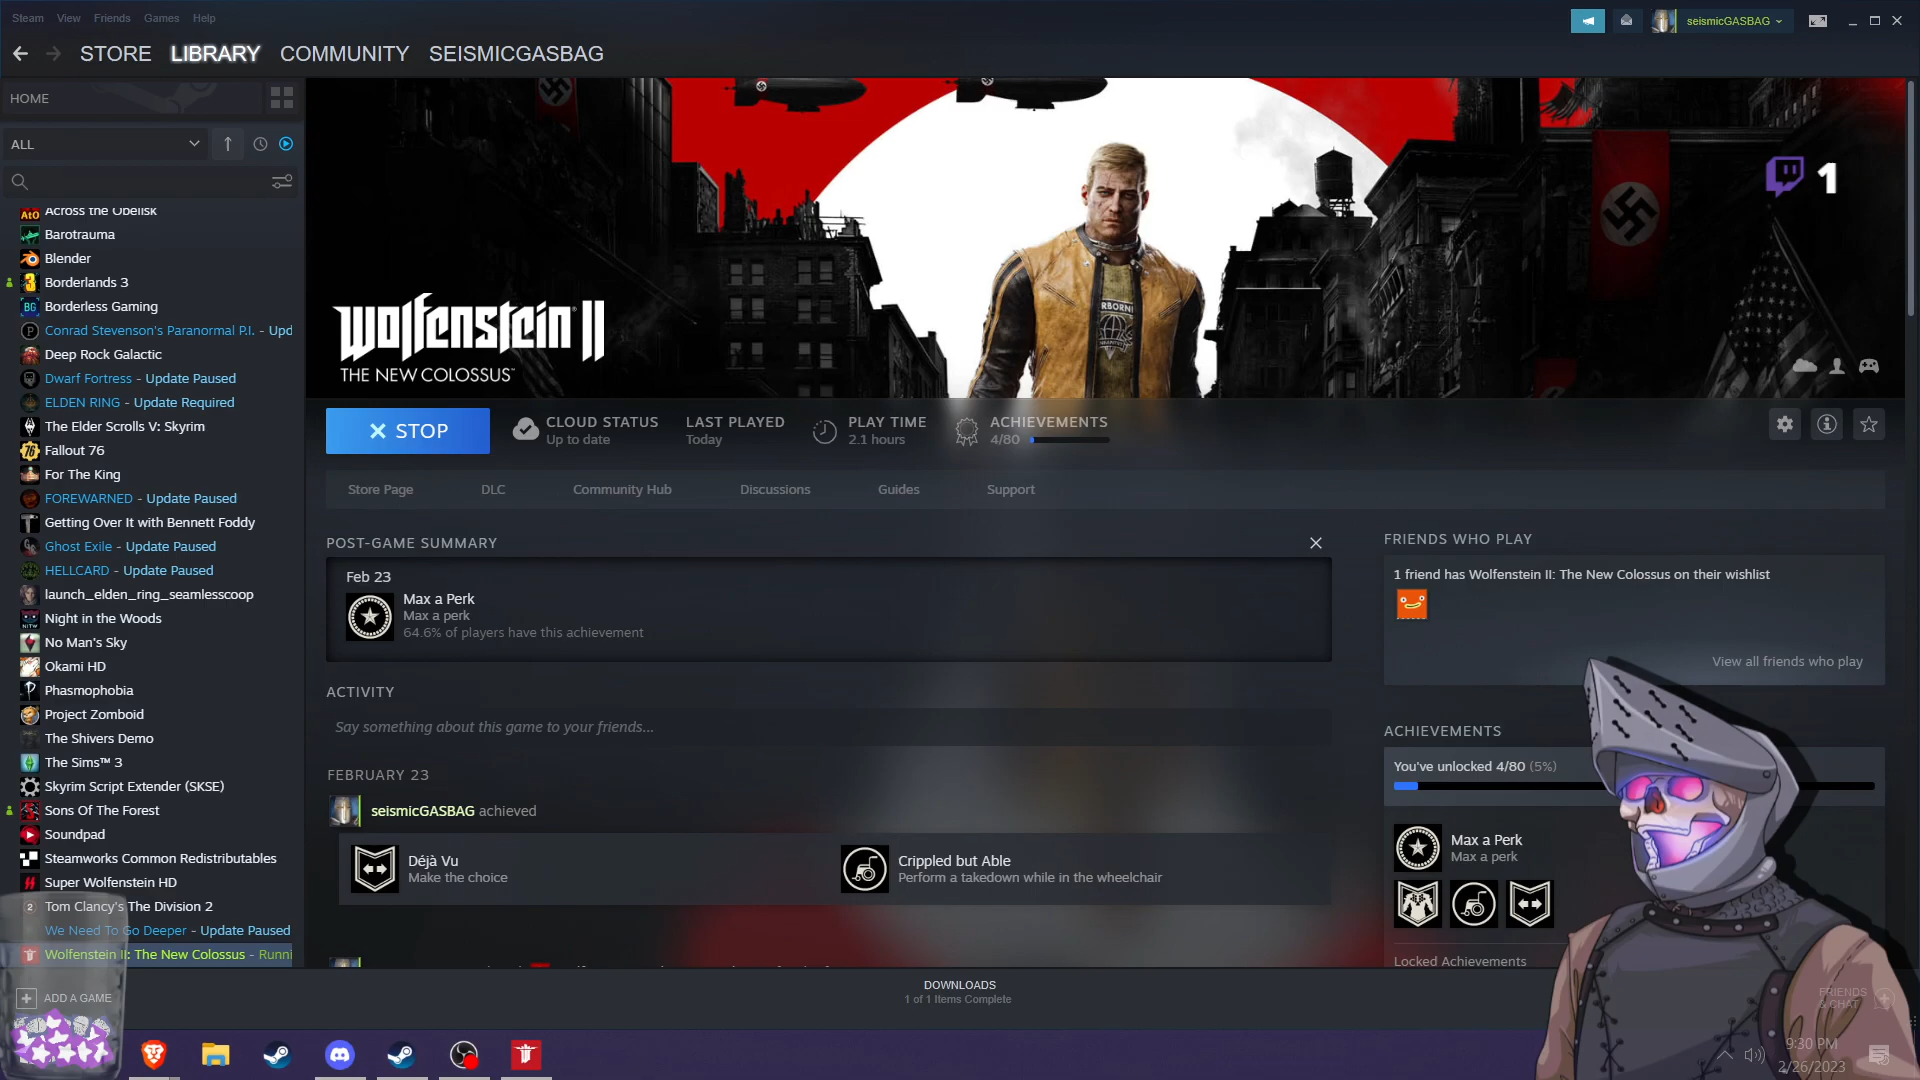 Steam View Friends Games Help
seismicGASBAG
STORE LIBRARY COMMUNITY SEISMICGASBAG
HOME
ALL
Across the Obelisk
Barotrauma
Blender
Borderlands 3
Borderless Gaming
Conrad Stevenson's Paranormal P.I. - Upd
Deep Rock Galactic
Dwarf Fortress - Update Paused
ELDEN RING - Update Required
The Elder Scrolls V: Skyrim
Fallout 76
For The King
FOREWARNED - Update Paused
Getting Over It with Bennett Foddy
Ghost Exile - Update Paused
HELLCARD - Update Paused
launch_elden_ring_seamlesscoop
Night in the Woods
No Man's Sky
Okami HD
Phasmophobia
Project Zomboid
The Shivers Demo
The Sims™ 3
Skyrim Script Extender (SKSE)
Sons Of The Forest
Soundpad
Steamworks Common Redistributables
Super Wolfenstein HD
Tom Clancy's The Division 2
We Need To Go Deeper - Update Paused
Wolfenstein II: The New Colossus - Runni
ADD A GAME
1
Wolfenstein II
THE NEW COLOSSUS™
STOP
CLOUD STATUS
Up to date
LAST PLAYED
Today
PLAY TIME
2.1 hours
ACHIEVEMENTS
4/80
Store Page DLC Community Hub Discussions Guides Support
POST-GAME SUMMARY
Feb 23
Max a Perk
Max a perk
64.6% of players have this achievement
ACTIVITY
Say something about this game to your friends...
FEBRUARY 23
seismicGASBAG achieved
Déjà Vu
Make the choice
Crippled but Able
Perform a takedown while in the wheelchair
FRIENDS WHO PLAY
1 friend has Wolfenstein II: The New Colossus on their wishlist
View all friends who play
ACHIEVEMENTS
You've unlocked 4/80 (5%)
Max a Perk
Max a perk
Locked Achievements
DOWNLOADS
1 of 1 Items Complete
FRIENDS
& CHAT
9:30 PM
2/26/2023